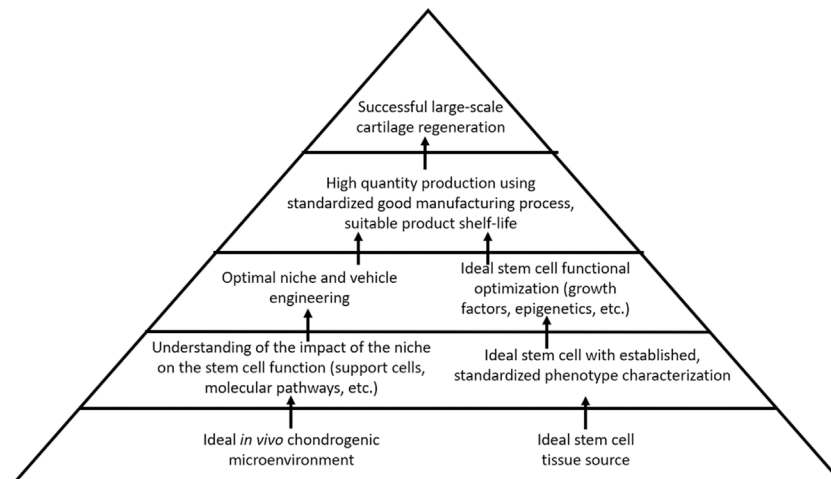 Successful large-scale
cartilage regeneration
High quantity production using
standardized good manufacturing process,
suitable product shelf-life
Optimal niche and vehicle
engineering
Ideal stem cell functional
optimization (growth
factors, epigenetics, etc.)
Understanding of the impact of the niche
on the stem cell function (support cells,
molecular pathways, etc.)
Ideal stem cell with established,
standardized phenotype characterization
Ideal in vivo chondrogenic
microenvironment
Ideal stem cell
tissue source